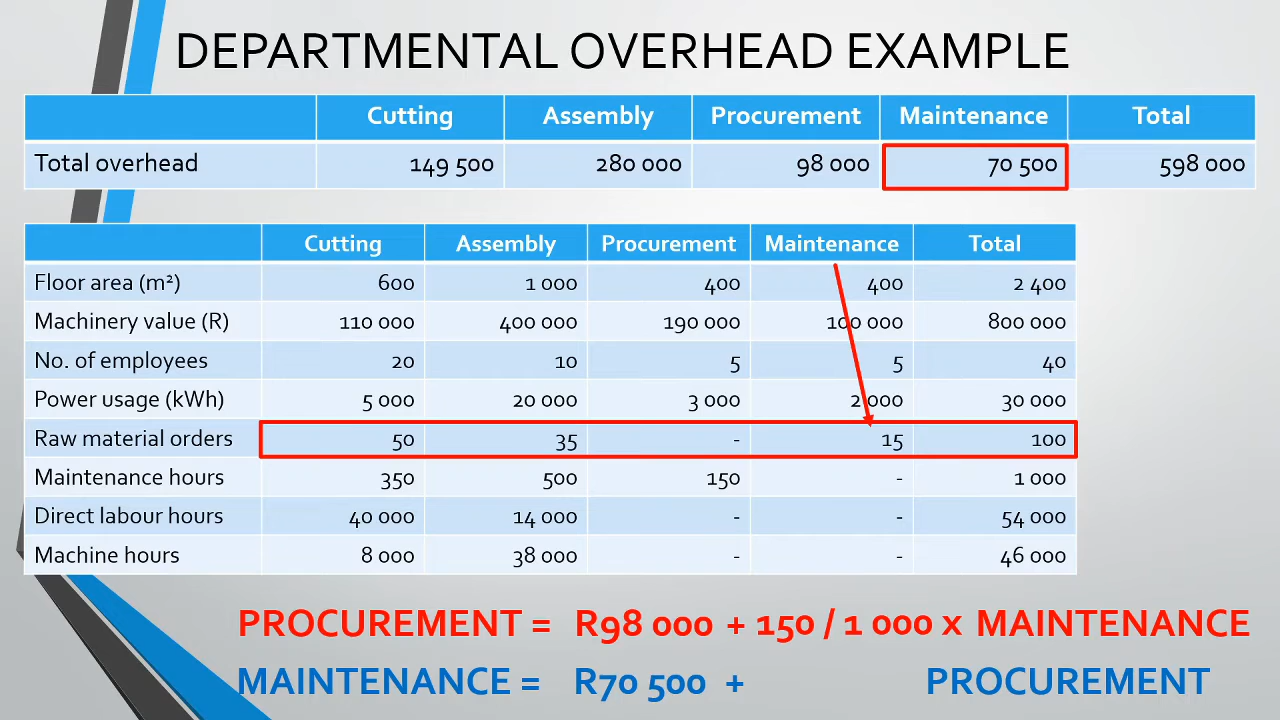 DEPARTMENTAL OVERHEAD EXAMPLE
Cutting Assembly Procurement Maintenance Total
Total overhead 149 500 280 000 98 000 70 500 598 000
Cutting Assembly Procurement Maintenance Total
Floor area (m²) 600 1 000 400 400 2 400
Machinery value (R) 110 000 400 000 190 000 100 000 800 000
No. of employees 20 10 5 5 40
Power usage (kWh) 5 000 20 000 3 000 2 000 30 000
Raw material orders 50 35 - 15 100
Maintenance hours 350 500 150 - 1 000
Direct labour hours 40 000 14 000 - - 54 000
Machine hours 8 000 38 000 - - 46 000
PROCUREMENT = R98 000 + 150 / 1 000 x MAINTENANCE
MAINTENANCE = R70 500 + PROCUREMENT